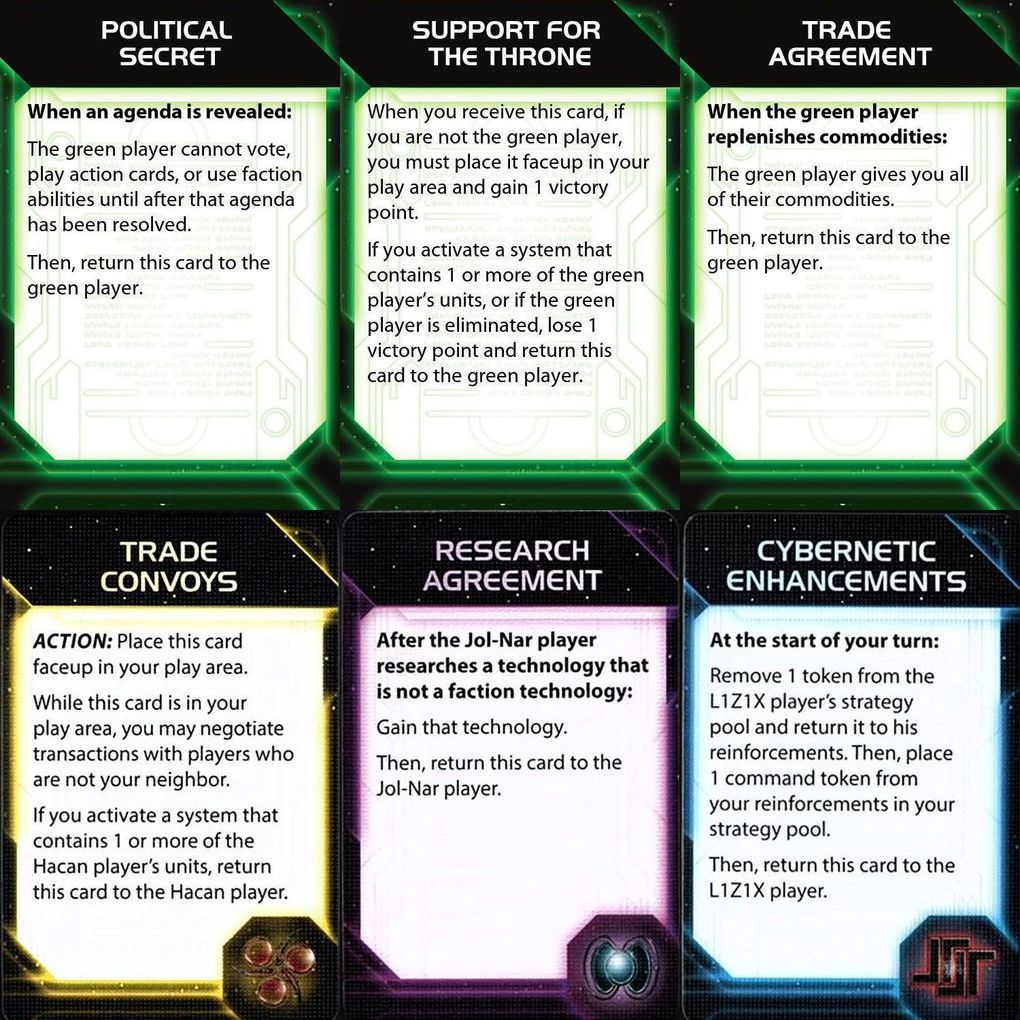 POLITICAL
SECRET
When an agenda is revealed:
The green player cannot vote,
play action cards, or use faction
abilities until after that agenda
has been resolved.
Then, return this card to the
green player.
SUPPORT FOR
THE THRONE
When you receive this card, if
you are not the green player,
you must place it faceup in your
play area and gain 1 victory
point.
If you activate a system that
contains 1 or more of the green
player's units, or if the green
player is eliminated, lose 1
victory point and return this
card to the green player.
TRADE
AGREEMENT
When the green player
replenishes commodities:
The green player gives you all
of their commodities.
Then, return this card to the
green player.
TRADE
CONVOYS
ACTION: Place this card
faceup in your play area.
While this card is in your
play area, you may negotiate
transactions with players who
are not your neighbor.
If you activate a system that
contains 1 or more of the
Hacan player's units, return
this card to the Hacan player.
RESEARCH
AGREEMENT
After the Jol-Nar player
researches a technology that
is not a faction technology:
Gain that technology.
Then, return this card to the
Jol-Nar player.
CYBERNETIC
ENHANCEMENTS
At the start of your turn:
Remove 1 token from the
L1Z1X player's strategy
pool and return it to his
reinforcements. Then, place
1 command token from
your reinforcements in your
strategy pool.
Then, return this card to the
L1Z1X player.